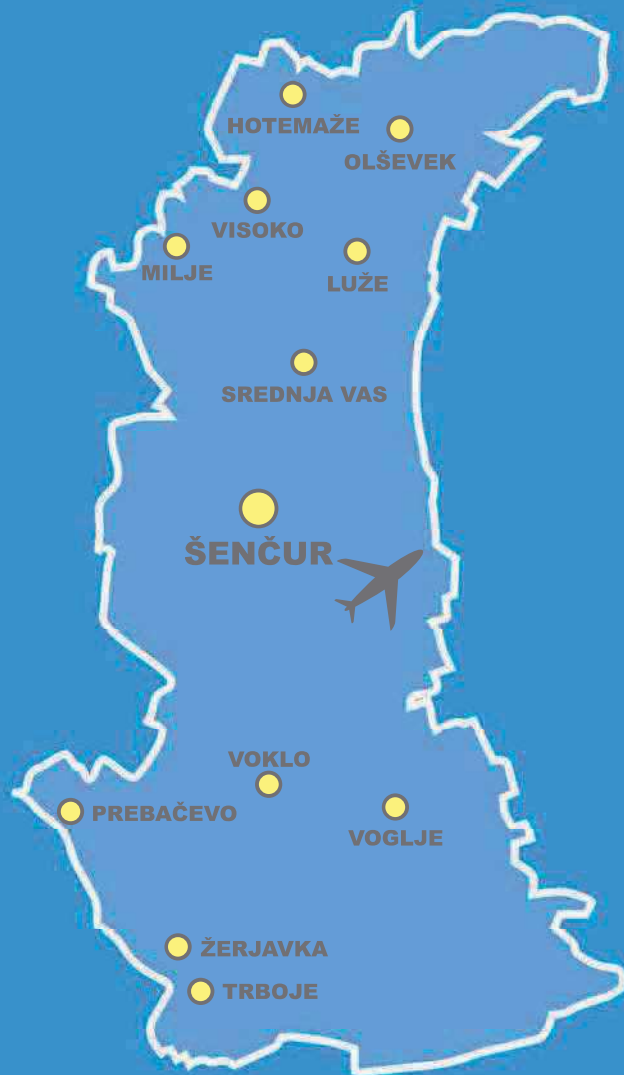 HOTEMAŽE
OLŠEVEK
VISOKO
MILJE
LUŽE
SREDNJA VAS
ŠENČUR
VOKLO
PREBAČEVO
VOGLJE
ŽERJAVKA
TRBOJE